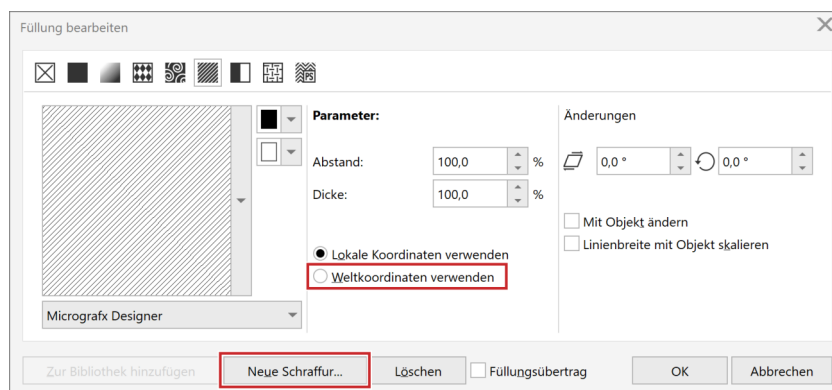 Füllung bearbeiten
PS
Parameter:
Änderungen
Abstand: 100,0 % 0,0 ° 0,0 °
Dicke: 100,0 %
Mit Objekt ändern
Linienbreite mit Objekt skalieren
Lokale Koordinaten verwenden
Weltkoordinaten verwenden
Micrografx Designer
Zur Bibliothek hinzufügen Neue Schraffur... Löschen Füllungsübertrag OK Abbrechen